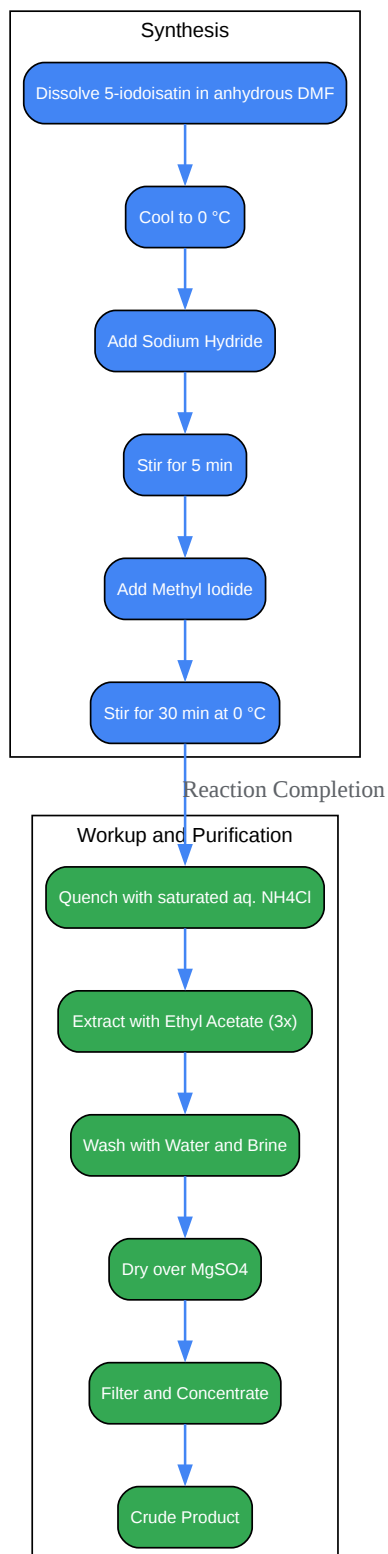 Synthesis
Dissolve 5-iodoisatin in anhydrous DMF
Cool to 0 °C
Add Sodium Hydride
Stir for 5 min
Add Methyl Iodide
Stir for 30 min at 0 °C
Reaction Completion
Workup and Purification
Quench with saturated aq. NH4Cl
Extract with Ethyl Acetate (3x)
Wash with Water and Brine
Dry over MgSO4
Filter and Concentrate
Crude Product